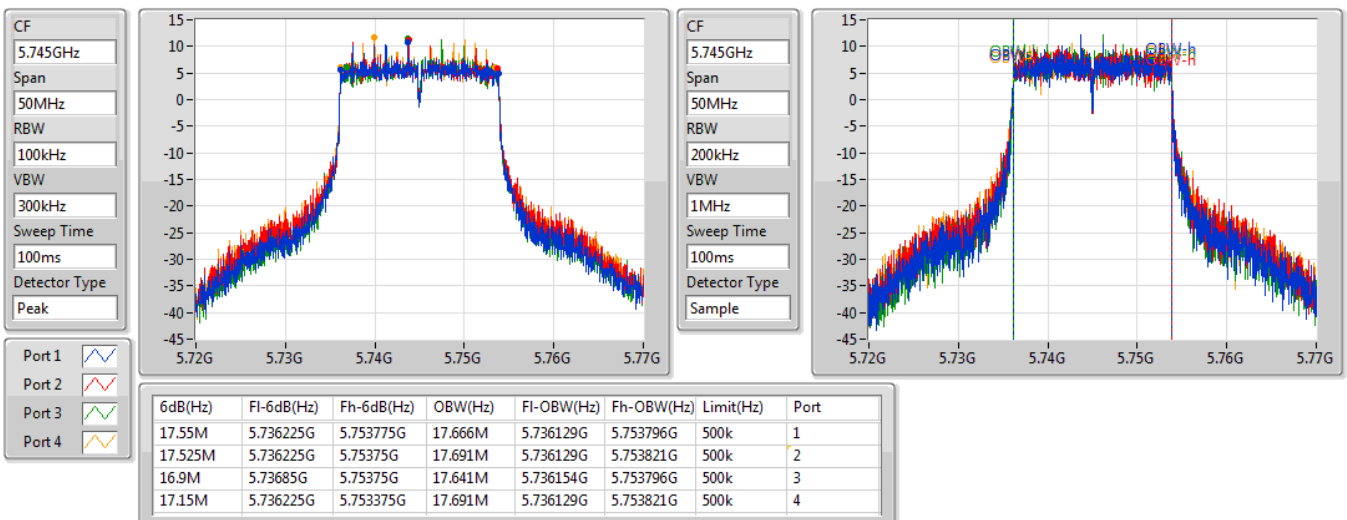 CF
5.745GHz
Span
50MHz
RBW
100kHz
VBW
300kHz
Sweep Time
100ms
Detector Type
Peak
15
10
5
0
-5
-10
-15
-20
-25
-30
-35
-40
-45
5.72G 5.73G 5.74G 5.75G 5.76G 5.77G
CF
5.745GHz
Span
50MHz
RBW
200kHz
VBW
1MHz
Sweep Time
100ms
Detector Type
Sample
15
10
5
0
-5
-10
-15
-20
-25
-30
-35
-40
-45
OBW-h
5.72G 5.73G 5.74G 5.75G 5.76G 5.77G
Port 1
Port 2
Port 3
Port 4
6dB(Hz) Fl-6dB(Hz) Fh-6dB(Hz) OBW(Hz) Fl-OBW(Hz) Fh-OBW(Hz) Limit(Hz) Port
17.55M 5.736225G 5.753775G 17.666M 5.736129G 5.753796G 500k 1
17.525M 5.736225G 5.75375G 17.691M 5.736129G 5.753821G 500k 2
16.9M 5.73685G 5.75375G 17.641M 5.736154G 5.753796G 500k 3
17.15M 5.736225G 5.753375G 17.691M 5.736129G 5.753821G 500k 4